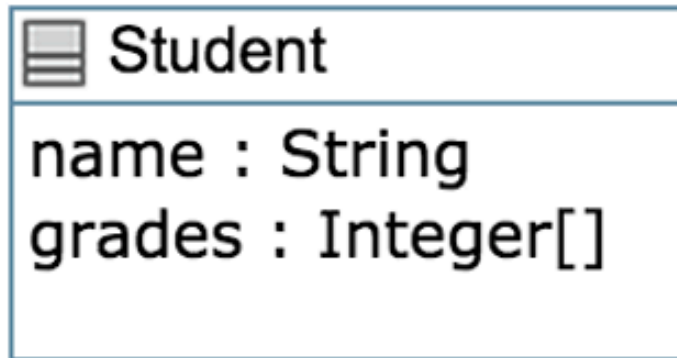 Student
name : String
grades : Integer[]